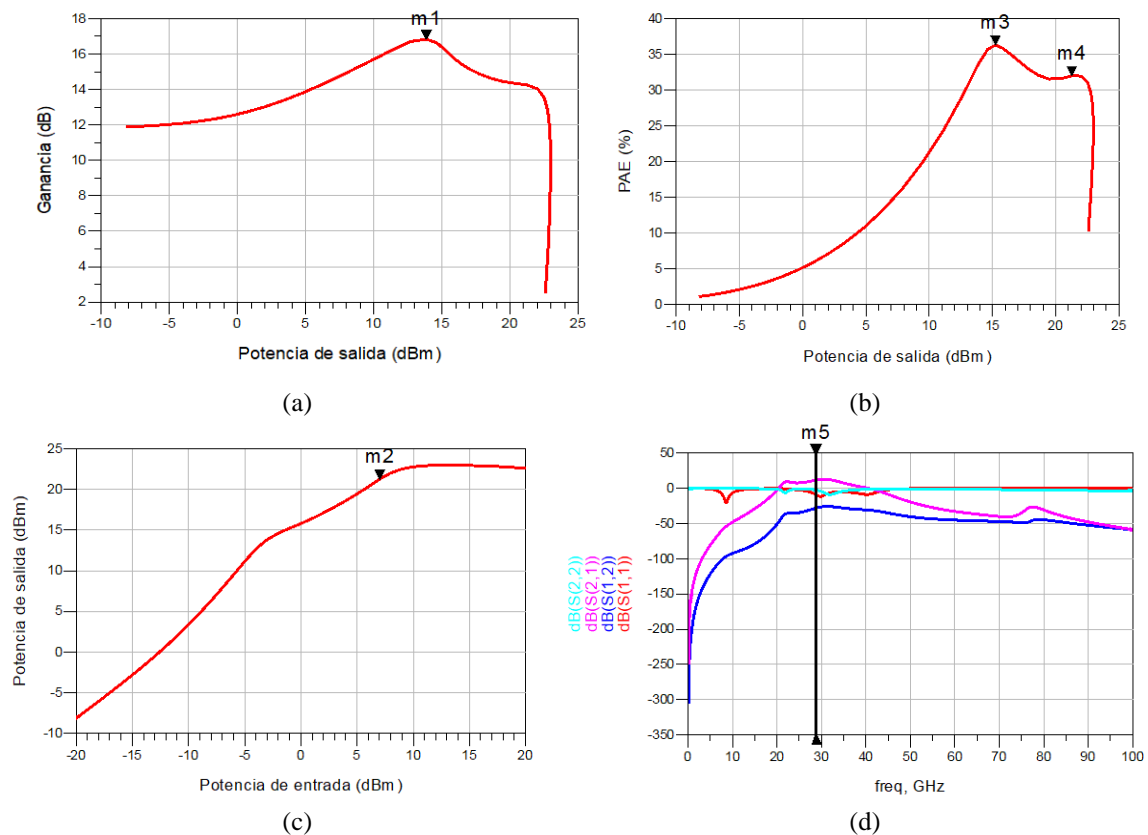 m1
18
16
14
12
10
8
6
4
2
Ganancia (dB)
-10 -5 0 5 10 15 20 25
Potencia de salida (dBm)
(a)
m3
m4
40
35
30
25
20
15
10
5
0
PAE (%)
-10 -5 0 5 10 15 20 25
Potencia de salida (dBm)
(b)
m2
25
20
15
10
5
0
-5
-10
Potencia de salida (dBm)
-20 -15 -10 -5 0 5 10 15 20
Potencia de entrada (dBm)
(c)
m5
50
0
-50
-100
-150
-200
-250
-300
-350
dB(S(2,2))
dB(S(2,1))
dB(S(1,2))
dB(S(1,1))
0 10 20 30 40 50 60 70 80 90 100
freq, GHz
(d)